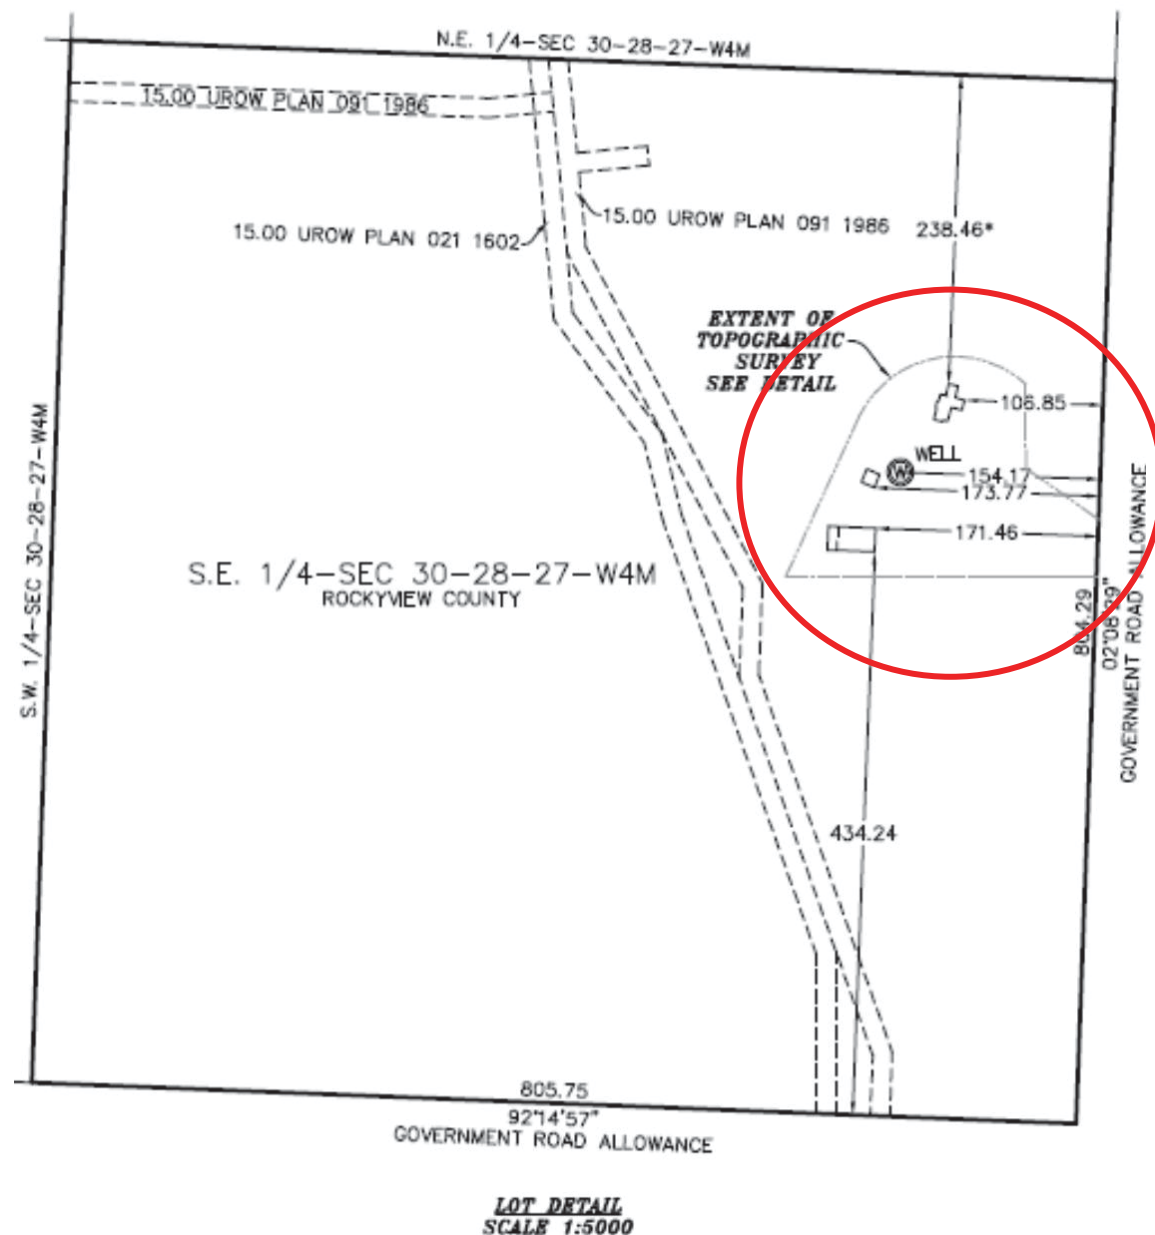 N.E. 1/4-SEC 30-28-27-W4M
15.00 UROW PLAN 091 1986
15.00 UROW PLAN 021 1602
15.00 UROW PLAN 091 1986
238.46*
EXTENT OF
TOPOGRAPHIC
SURVEY
SEE DETAIL
106.85
WELL
W
154.17
173.77
171.46
S.W. 1/4-SEC 30-28-27-W4M
S.E. 1/4-SEC 30-28-27-W4M
ROCKYVIEW COUNTY
804.29
02°08'39"
GOVERNMENT ROAD ALLOWANCE
434.24
805.75
92°14'57"
GOVERNMENT ROAD ALLOWANCE
LOT DETAIL
SCALE 1:5000